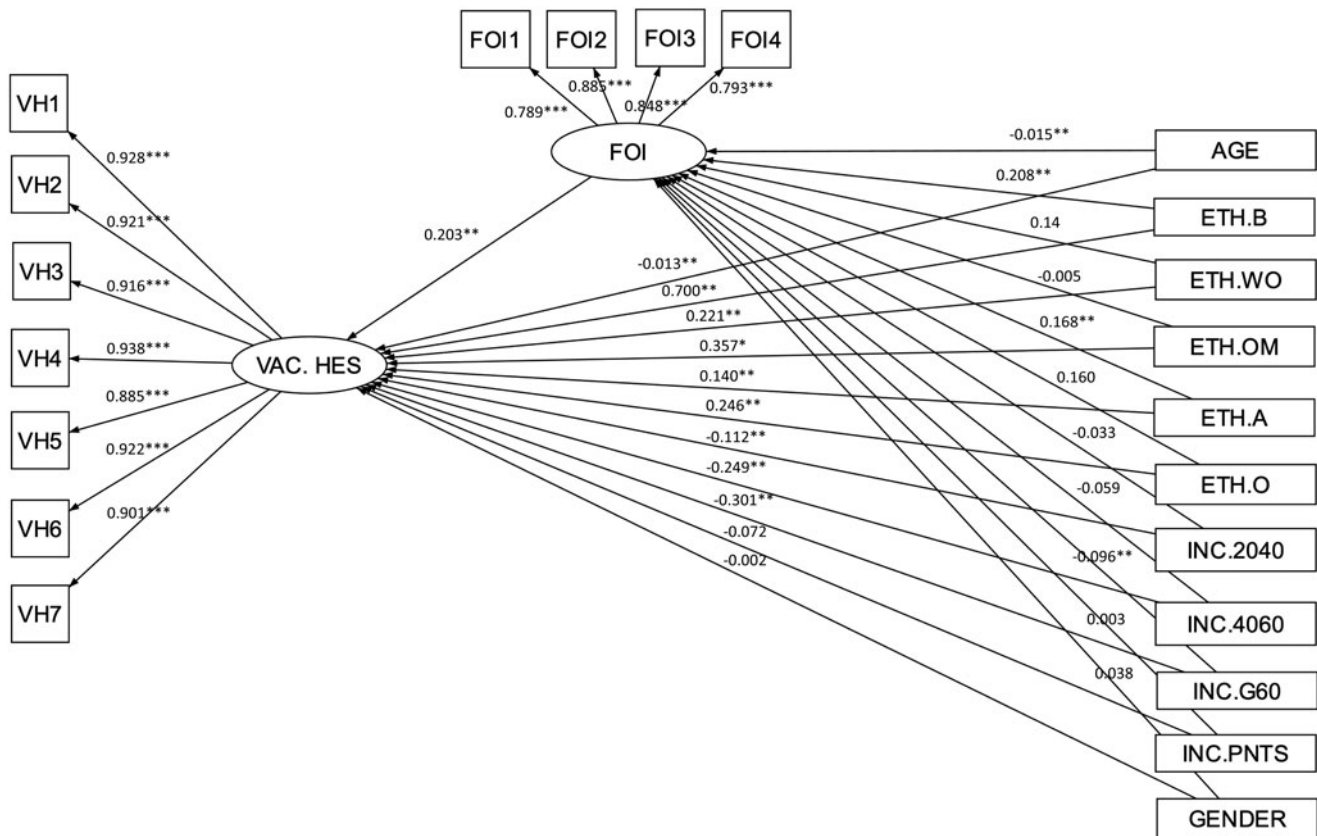 FOI1
FOI2
FOI3
FOI4
0.789***
0.885***
0.848***
0.793***
VH1
VH2
VH3
VH4
VH5
VH6
VH7
0.928***
0.921***
0.916***
0.938***
0.885***
0.922***
0.901***
FOI
VAC. HES
0.203**
-0.015**
0.208**
0.14
-0.005
0.168**
0.160
-0.033
-0.059
-0.096**
0.003
0.038
-0.013**
0.700**
0.221**
0.357*
0.140**
0.246**
-0.112**
-0.249**
-0.301**
-0.072
-0.002
AGE
ETH.B
ETH.WO
ETH.OM
ETH.A
ETH.O
INC.2040
INC.4060
INC.G60
INC.PNTS
GENDER